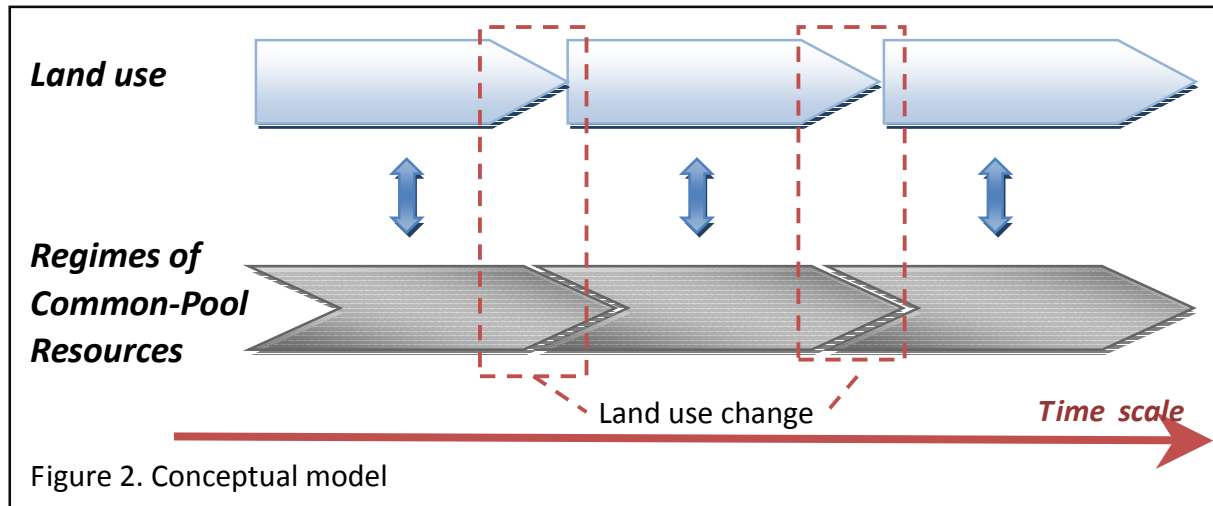 Land use
Regimes of
Common-Pool
Resources
Land use change
Time scale
Figure 2. Conceptual model